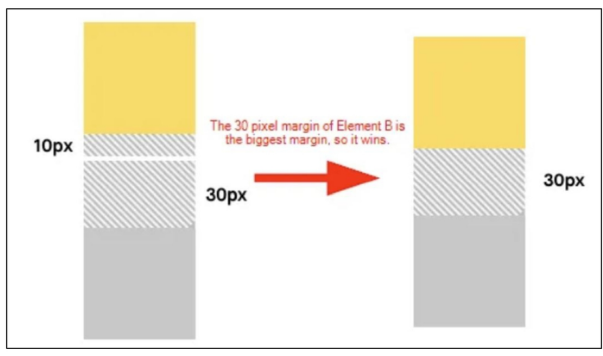 The 30 pixel margin of Element B is
the biggest margin, so it wins.
10px
30px
30px